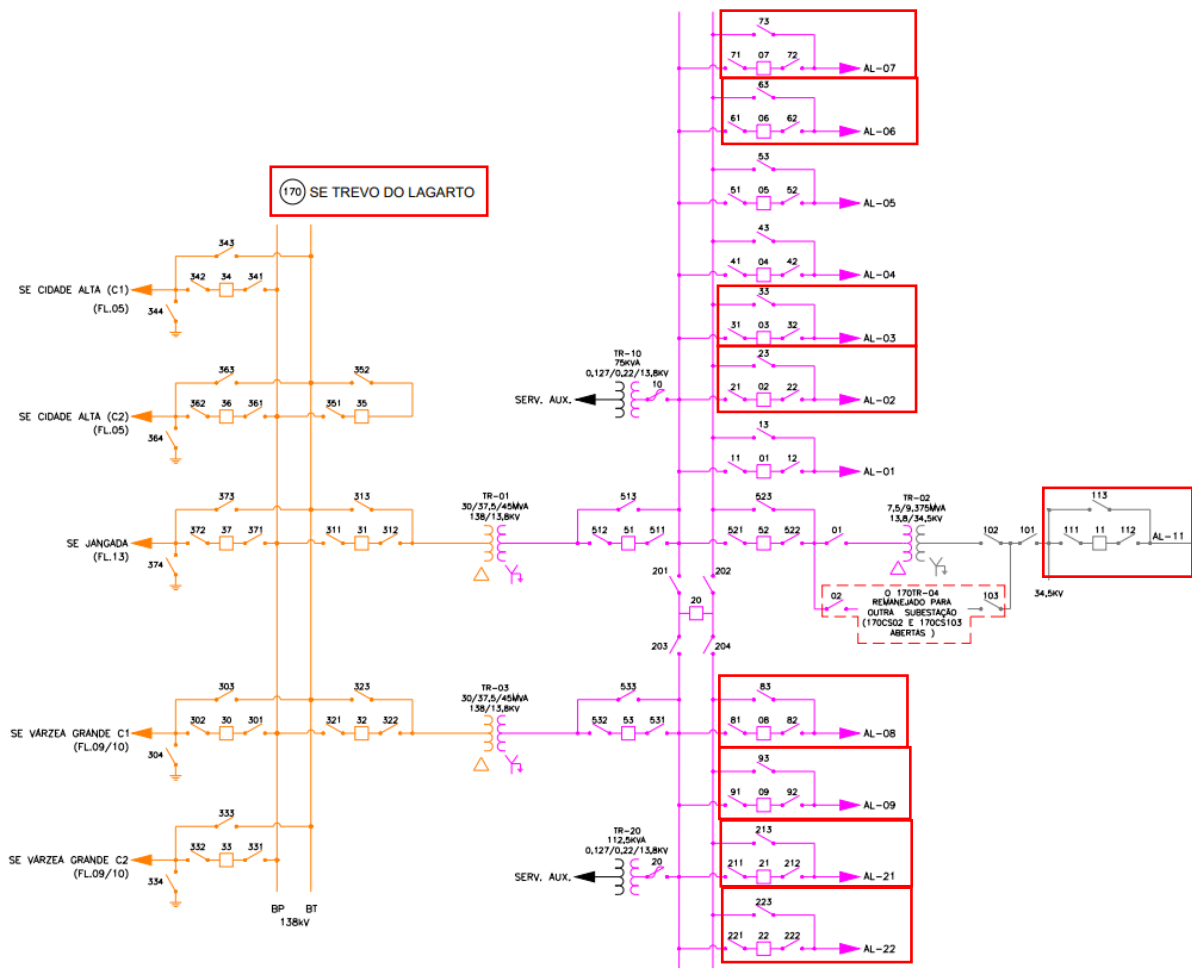 73
71 07 72
AL-07
63
61 06 62
AL-06
170 SE TREVO DO LAGARTO
53
51 05 52
AL-05
343
43
342 34 341
41 04 42
AL-04
SE CIDADE ALTA (C1)
(FL.05)
344
33
31 03 32
AL-03
TR-10
75KVA
0,127/0,22/13,8KV
10
SERV. AUX.
23
21 02 22
AL-02
363 352
362 36 361 351 35
SE CIDADE ALTA (C2)
(FL.05)
364
13
11 01 12
AL-01
373 313
372 37 371 311 31 312
SE JANGADA
(FL.13)
374
TR-01
30/37,5/45MVA
138/13,8KV
513
512 51 511
523
521 52 522
01
TR-02
7,5/9,375MVA
13,8/34,5KV
102 101
113
111 11 112
AL-11
34,5KV
201 202
20
203 204
02
O 170TR-04
REMANEJADO PARA
OUTRA SUBESTAÇÃO
(170CS02 E 170CS103
ABERTAS )
103
303 323
302 30 301 321 32 322
SE VÁRZEA GRANDE C1
(FL.09/10)
304
TR-03
30/37,5/45MVA
138/13,8KV
533
532 53 531
83
81 08 82
AL-08
93
91 09 92
AL-09
333
332 33 331
SE VÁRZEA GRANDE C2
(FL.09/10)
334
TR-20
112,5KVA
0,127/0,22/13,8KV
20
SERV. AUX.
213
211 21 212
AL-21
BP BT
138kV
223
221 22 222
AL-22